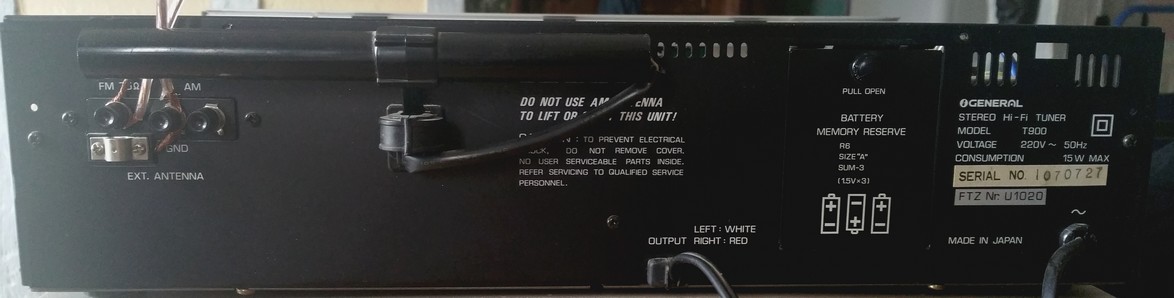 FM 75Ω AM
GND
EXT. ANTENNA
DO NOT USE AM
TO LIFT OR THIS UNIT!
TO PREVENT ELECTRICAL
DO NOT REMOVE COVER.
NO USER SERVICEABLE PARTS INSIDE.
REFER SERVICING TO QUALIFIED SERVICE
PERSONNEL.
LEFT : WHITE
OUTPUT RIGHT : RED
PULL OPEN
BATTERY
MEMORY RESERVE
R6
SIZE "A"
SUM-3
(1.5V×3)
GENERAL
STEREO Hi-Fi TUNER
MODEL T900
VOLTAGE 220V~ 50Hz
CONSUMPTION 15W MAX
SERIAL NO. 1070727
FTZ Nr. U1020
~
MADE IN JAPAN